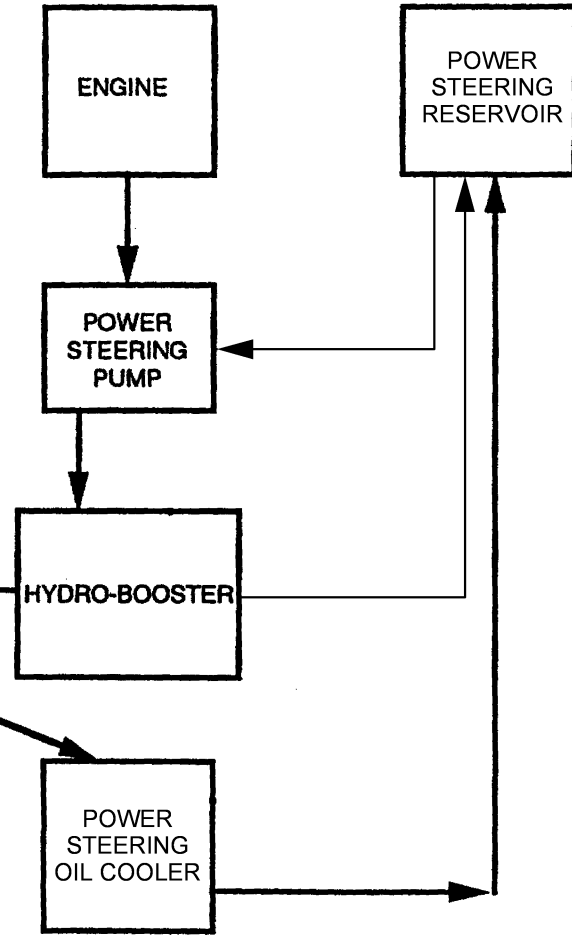 ENGINE
POWER
STEERING
RESERVOIR
POWER
STEERING
PUMP
HYDRO-BOOSTER
POWER
STEERING
OIL COOLER